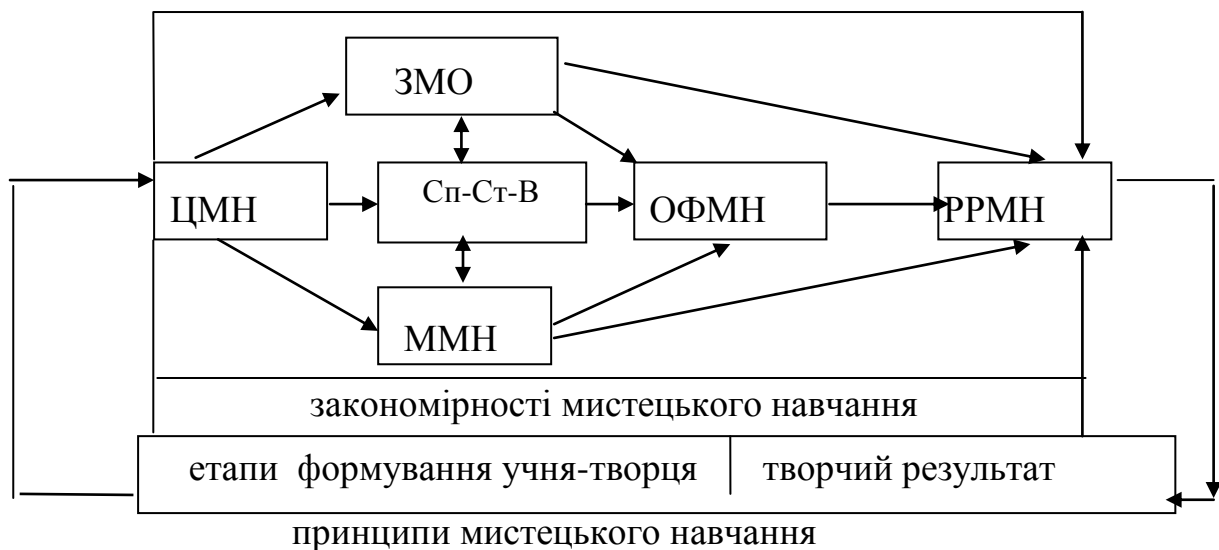 ЗМО
ЦМН
Сп-Ст-В
ОФМН
РРМН
ММН
закономірності мистецького навчання
етапи формування учня-творця
творчий результат
принципи мистецького навчання